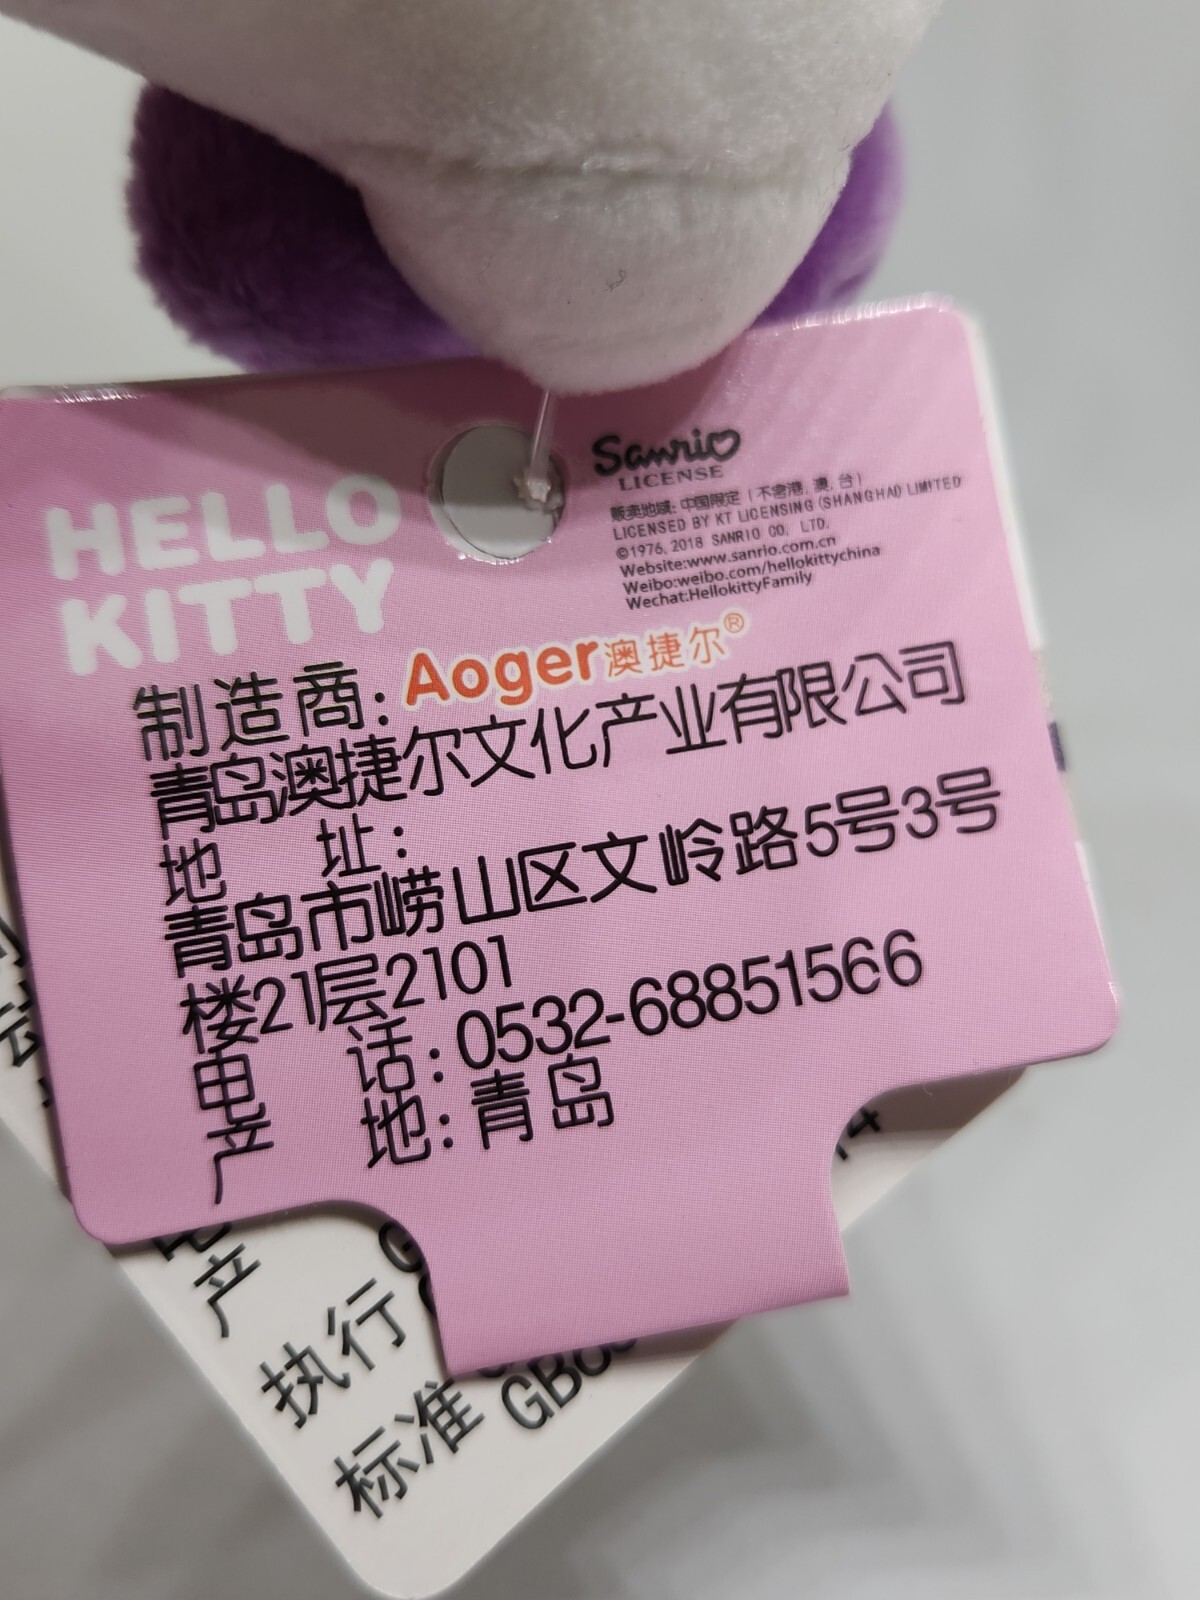 HELLO
KITTY
Sanrio
LICENSE
贩卖地域: 中国限定 (不含港, 澳, 台)
LICENSED BY KT LICENSING (SHANGHAI) LIMITED
©1976, 2018 SANRIO CO., LTD.
Website:www.sanrio.com.cn
Weibo:weibo.com/hellokittychina
Wechat:HellokittyFamily
制造商: Aoger澳捷尔®
青岛澳捷尔文化产业有限公司
地 址:
青岛市崂山区文岭路5号3号
楼21层2101
电 话: 0532-68851566
产 地: 青岛
产
执行
标准